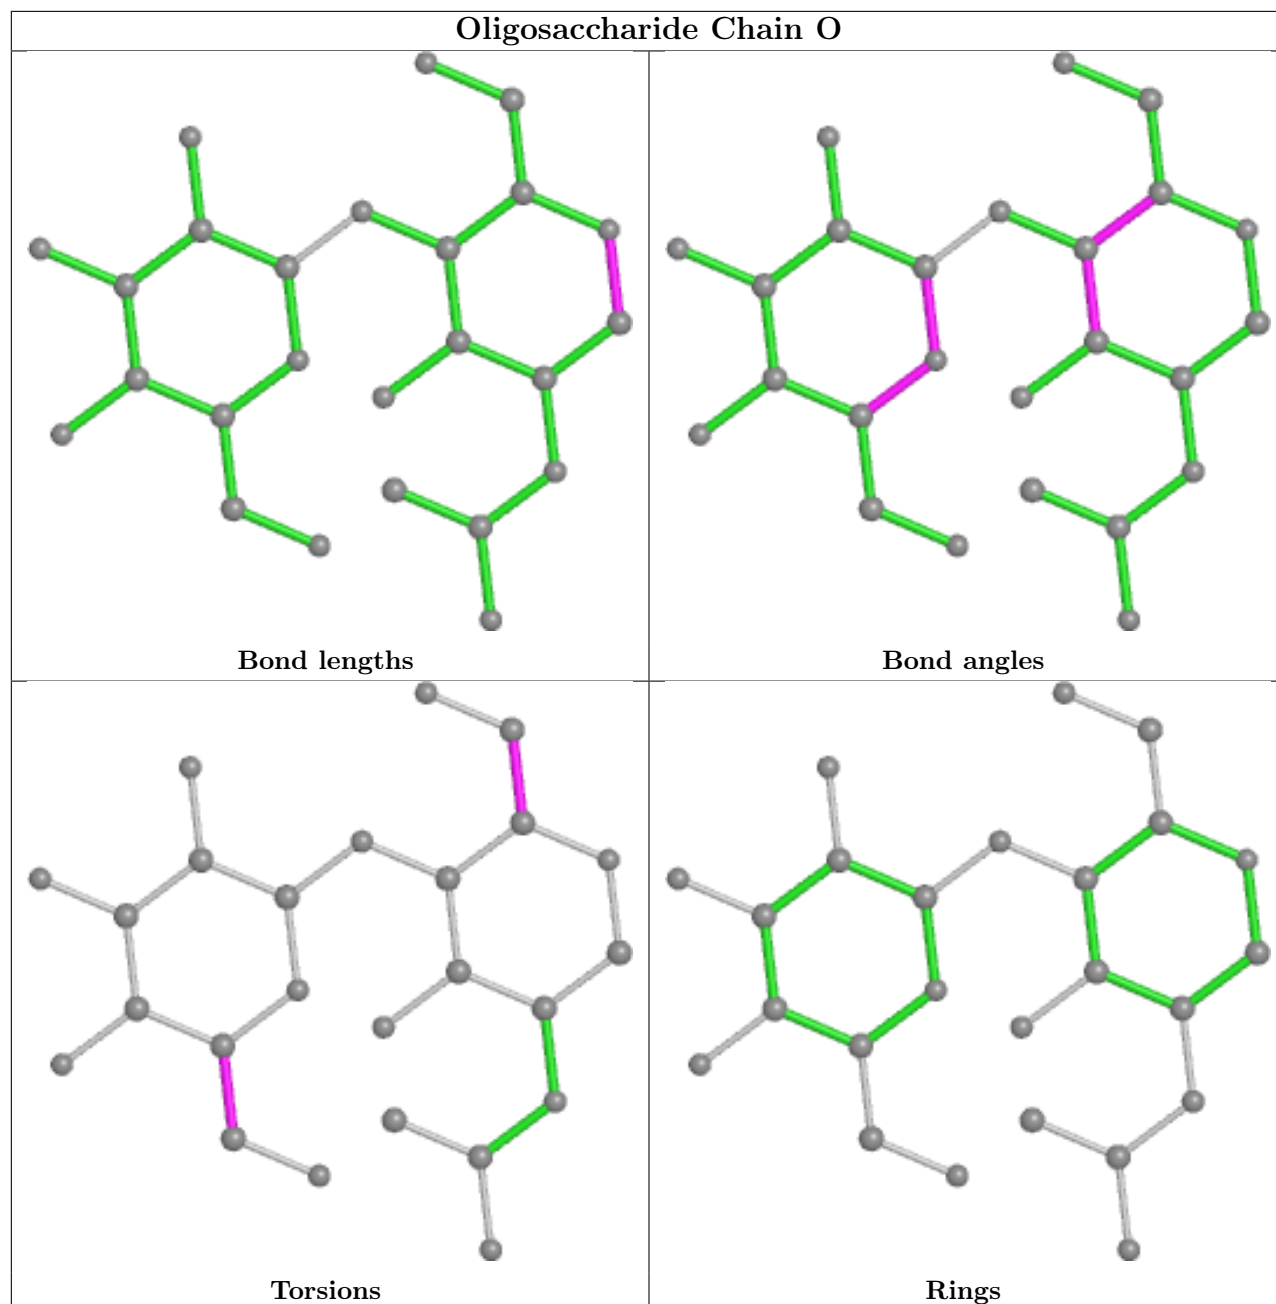 Oligosaccharide Chain O
Bond lengths
Bond angles
Torsions
Rings